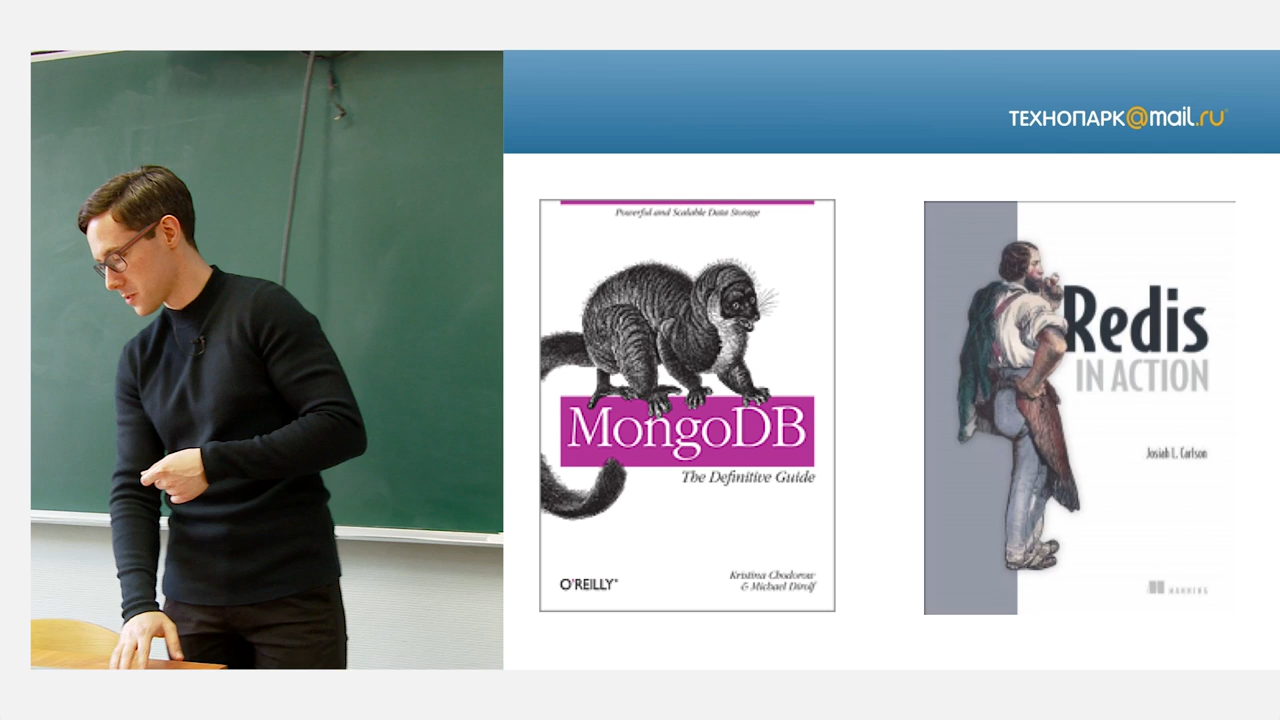 ТЕХНОПАРК@mail.ru
Powerful and Scalable Data Storage
MongoDB
The Definitive Guide
O'REILLY®
Kristina Chodorow
& Michael Dirolf
Redis
IN ACTION
Josiah L. Carlson
MANNING